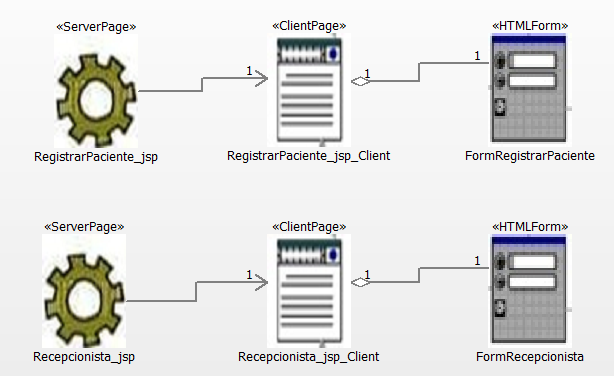 «ServerPage» «ClientPage» «HTMLForm»
1 1 1
RegistrarPaciente_jsp RegistrarPaciente_jsp_Client FormRegistrarPaciente
«ServerPage» «ClientPage» «HTMLForm»
1 1 1
Recepcionista_jsp Recepcionista_jsp_Client FormRecepcionista